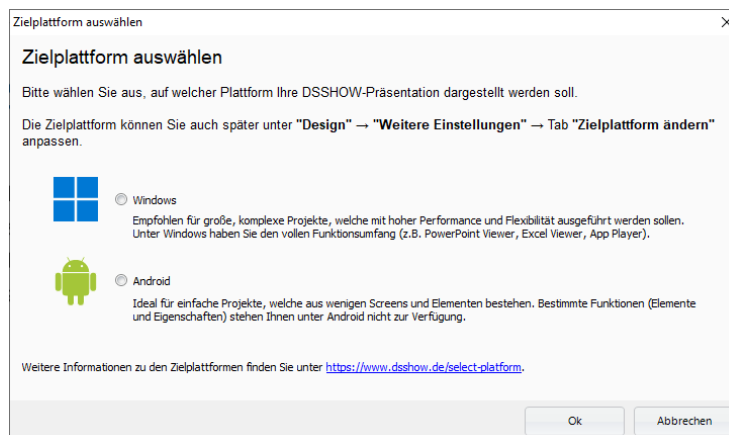 Zielplattform auswählen
Zielplattform auswählen
Bitte wählen Sie aus, auf welcher Plattform Ihre DSSHOW-Präsentation dargestellt werden soll.
Die Zielplattform können Sie auch später unter "Design" → "Weitere Einstellungen" → Tab "Zielplattform ändern"
anpassen.
Windows
Empfohlen für große, komplexe Projekte, welche mit hoher Performance und Flexibilität ausgeführt werden sollen.
Unter Windows haben Sie den vollen Funktionsumfang (z.B. PowerPoint Viewer, Excel Viewer, App Player).
Android
Ideal für einfache Projekte, welche aus wenigen Screens und Elementen bestehen. Bestimmte Funktionen (Elemente
und Eigenschaften) stehen Ihnen unter Android nicht zur Verfügung.
Weitere Informationen zu den Zielplattformen finden Sie unter https://www.dsshow.de/select-platform.
Ok Abbrechen